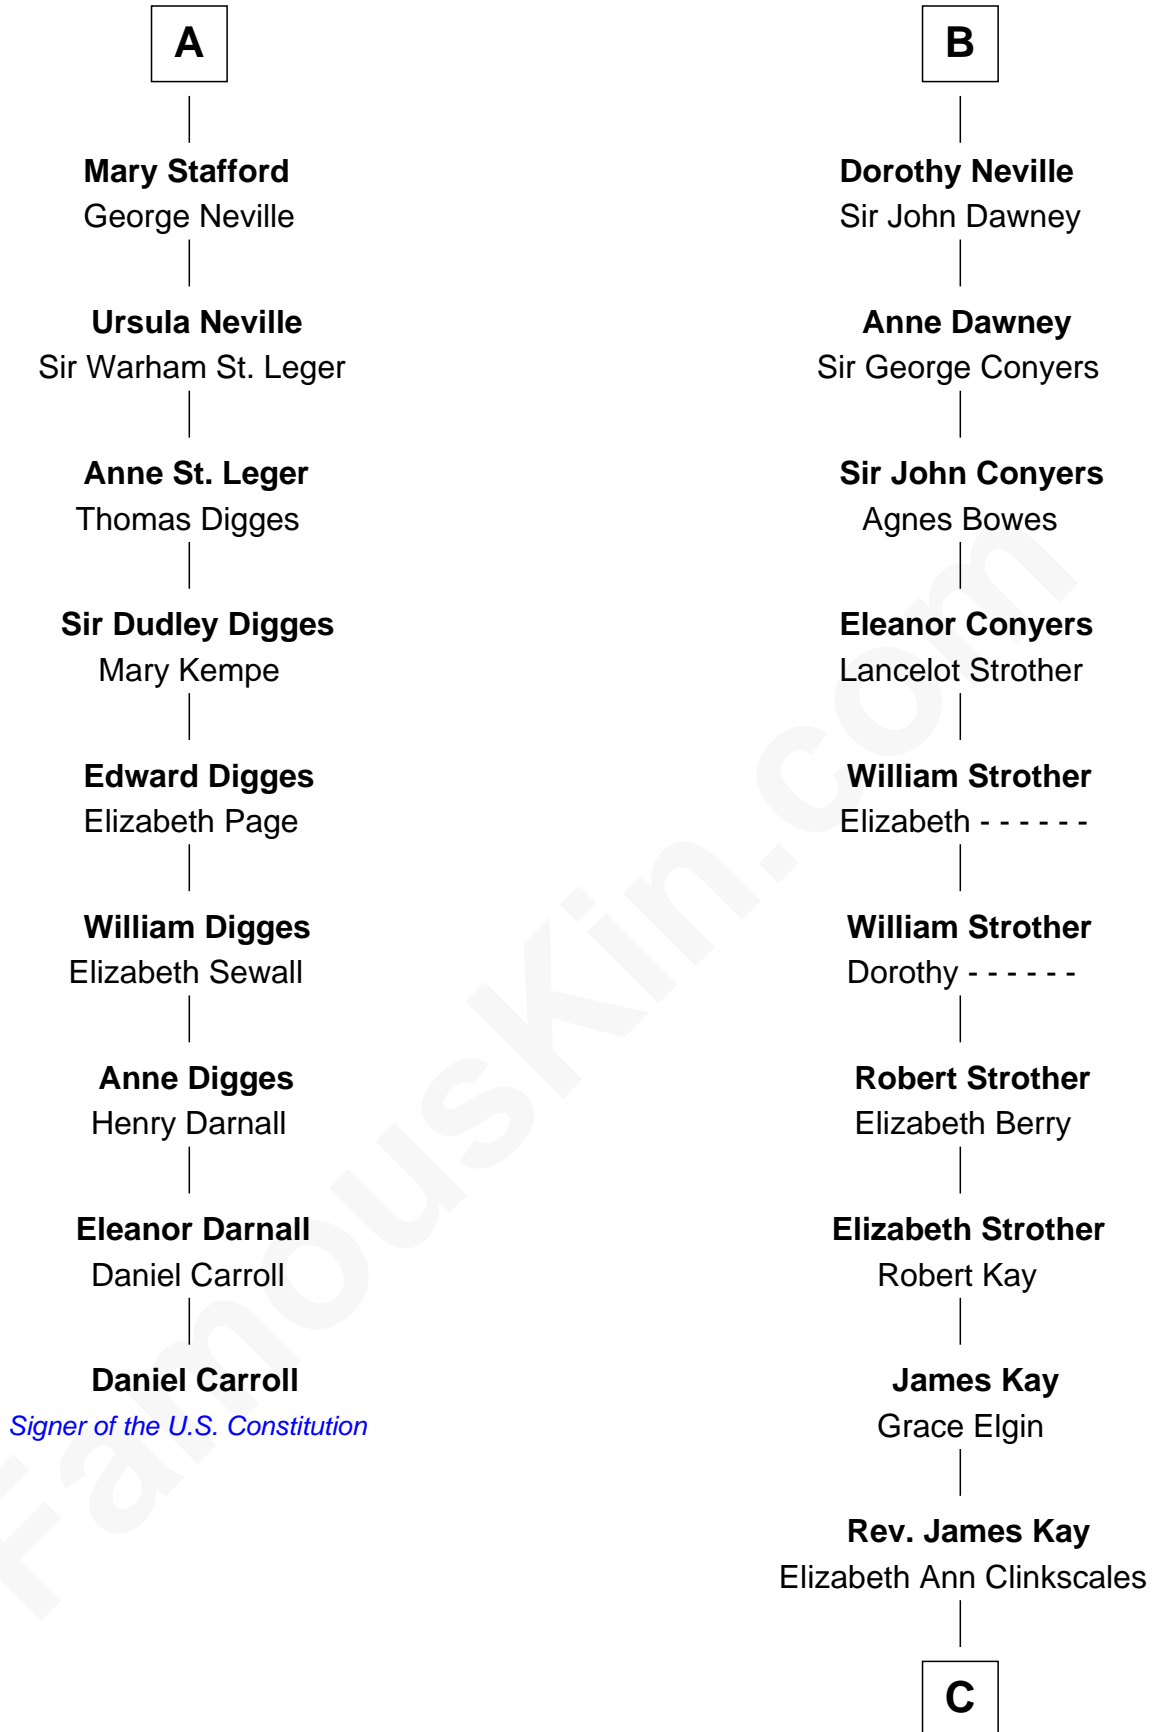 A
Mary Stafford
George Neville
Ursula Neville
Sir Warham St. Leger
Anne St. Leger
Thomas Digges
Sir Dudley Digges
Mary Kempe
Edward Digges
Elizabeth Page
William Digges
Elizabeth Sewall
Anne Digges
Henry Darnall
Eleanor Darnall
Daniel Carroll
Daniel Carroll
Signer of the U.S. Constitution
B
Dorothy Neville
Sir John Dawney
Anne Dawney
Sir George Conyers
Sir John Conyers
Agnes Bowes
Eleanor Conyers
Lancelot Strother
William Strother
Elizabeth - - - - - -
William Strother
Dorothy - - - - - -
Robert Strother
Elizabeth Berry
Elizabeth Strother
Robert Kay
James Kay
Grace Elgin
Rev. James Kay
Elizabeth Ann Clinkscales
C
FamousKin.com